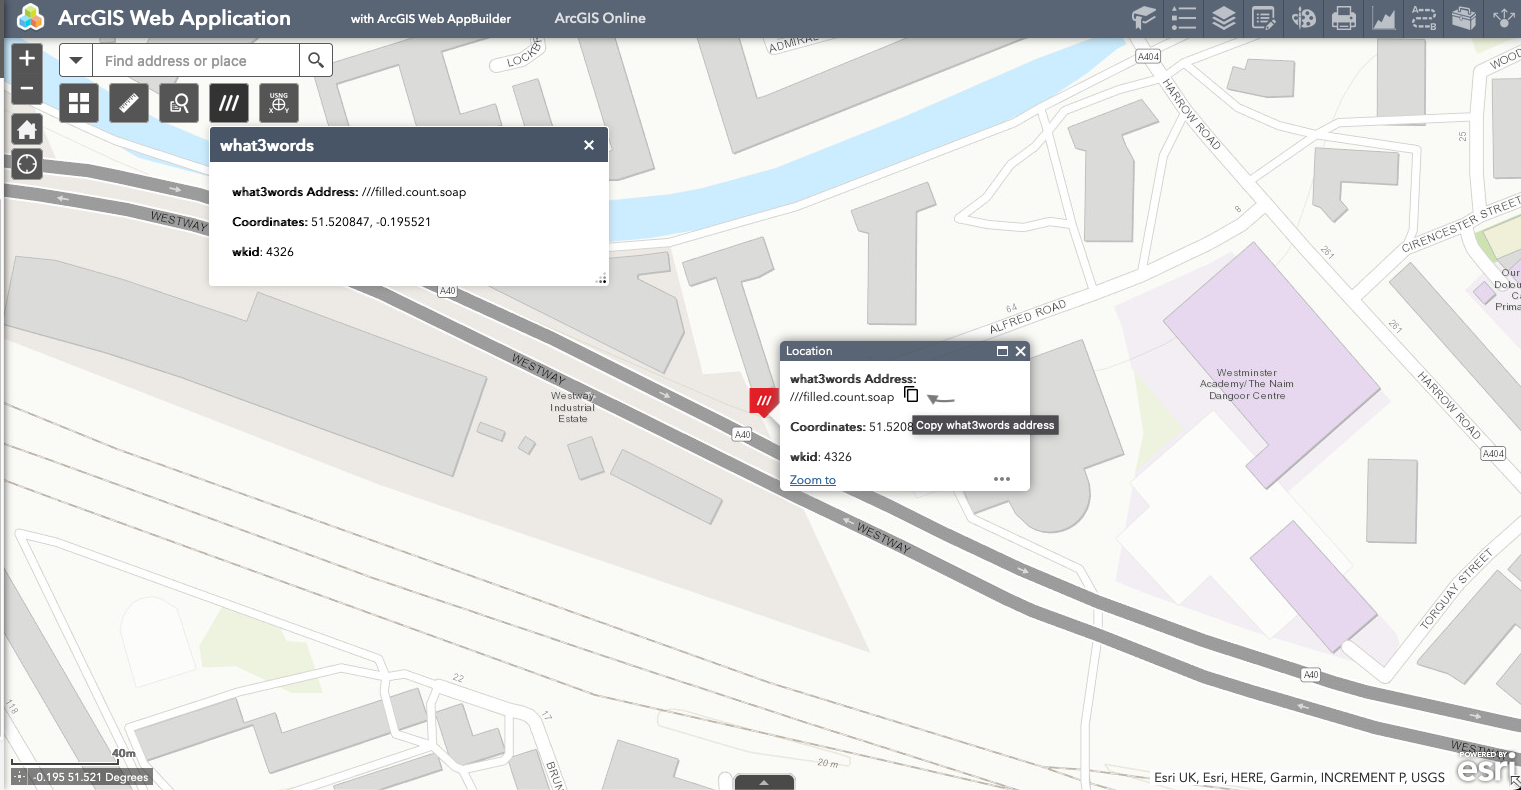 ArcGIS Web Application
with ArcGIS Web AppBuilder
ArcGIS Online
Find address or place
USNG
X Y
what3words
what3words Address: ///filled.count.soap
Coordinates: 51.520847, -0.195521
wkid: 4326
LOCKBR
ADMIRAL
A404
HARROW ROAD
WOOD
25
8
CIRENCESTER STREET
261
WESTWAY
A40
WESTWAY
Westway
Industrial
Estate
64
ALFRED ROAD
Our
Dolou
Ca
Prima
261
Location
what3words Address:
///filled.count.soap
Coordinates: 51.5208
Copy what3words address
wkid: 4326
Zoom to
A40
Westminster
Academy/The Naim
Dangoor Centre
HARROW ROAD
A404
WESTWAY
TORQUAY STREET
A40
22
17
118
BRUN
20 m
WESTWAY
40m
-0.195 51.521 Degrees
Esri UK, Esri, HERE, Garmin, INCREMENT P, USGS
POWERED BY
esri